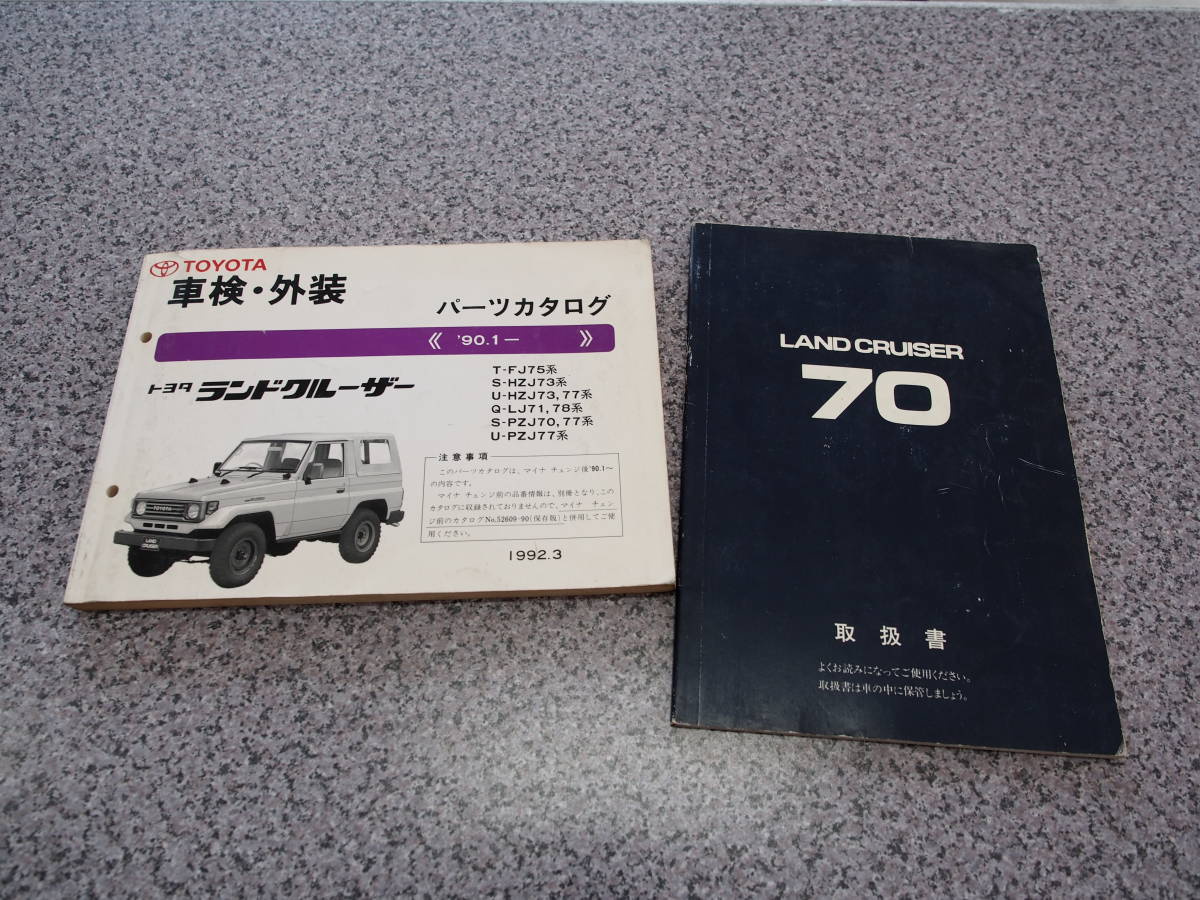 TOYOTA
車検・外装
パーツカタログ
《 '90.1ー 》
トヨタ ランドクルーザー
T-FJ75系
S-HZJ73系
U-HZJ73,77系
Q-LJ71,78系
S-PZJ70,77系
U-PZJ77系
注意事項
このパーツカタログは、マイナ チェンジ後'90.1〜
の内容です。
マイナ チェンジ前の品番情報は、別冊となり、この
カタログに収録されておりませんので、マイナ チェン
ジ前のカタログNo.52609-90(保存版)と併用してご使
用ください。
1992.3
TOYOTA
LAND
CRUISER
LAND CRUISER
70
取扱書
よくお読みになってご使用ください。
取扱書は車の中に保管しましょう。